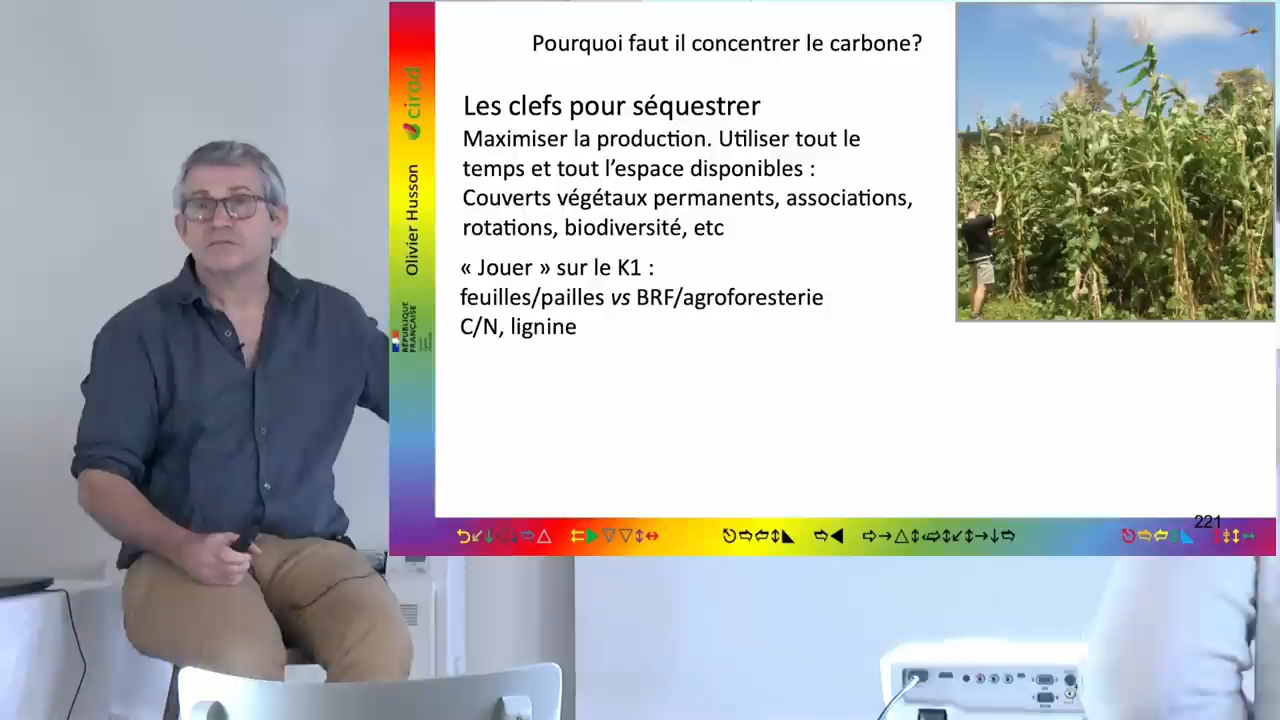 Pourquoi faut il concentrer le carbone?
Les clefs pour séquestrer
Maximiser la production. Utiliser tout le
temps et tout l’espace disponibles :
Couverts végétaux permanents, associations,
rotations, biodiversité, etc
« Jouer » sur le K1 :
feuilles/pailles vs BRF/agroforesterie
C/N, lignine
cirad
Olivier Husson
RÉPUBLIQUE
FRANÇAISE
221